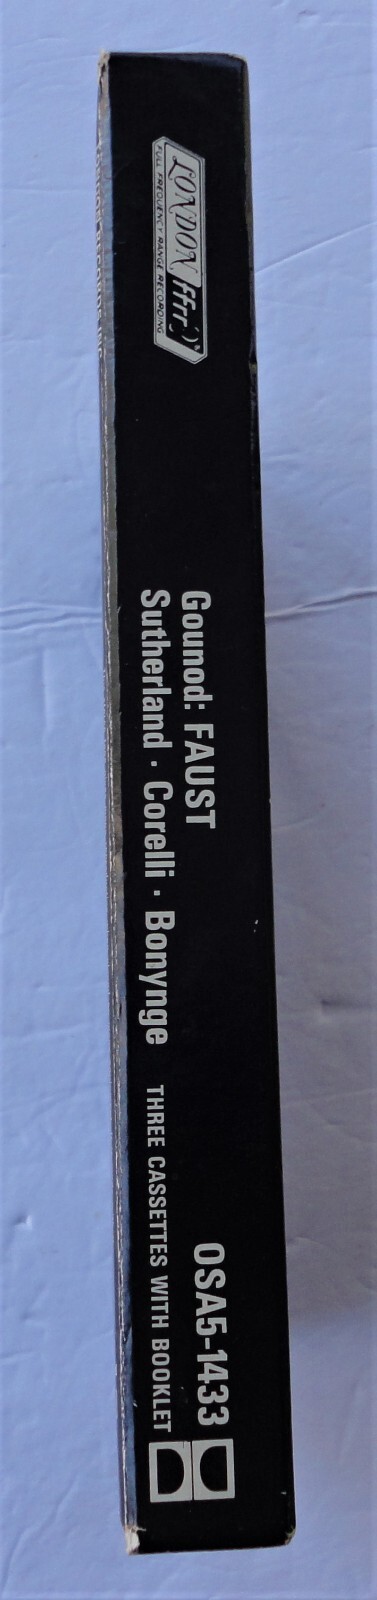 LONDON ffrr
FULL FREQUENCY RANGE RECORDING
Gounod: FAUST
Sutherland · Corelli · Bonynge
THREE CASSETTES WITH BOOKLET
OSA5-1433